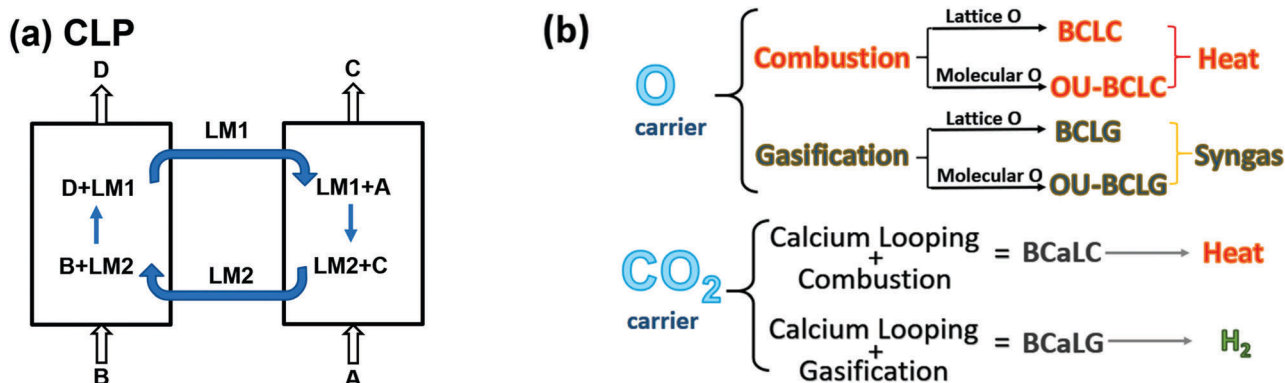 (a) CLP
D
C
LM1
D+LM1
LM1+A
B+LM2
LM2+C
LM2
B
A
(b)
O
carrier
Combustion
Lattice O
BCLC
Molecular O
OU-BCLC
Heat
Gasification
Lattice O
BCLG
Molecular O
OU-BCLG
Syngas
CO₂
carrier
Calcium Looping
+
Combustion
= BCaLC
Heat
Calcium Looping
+
Gasification
= BCaLG
H₂